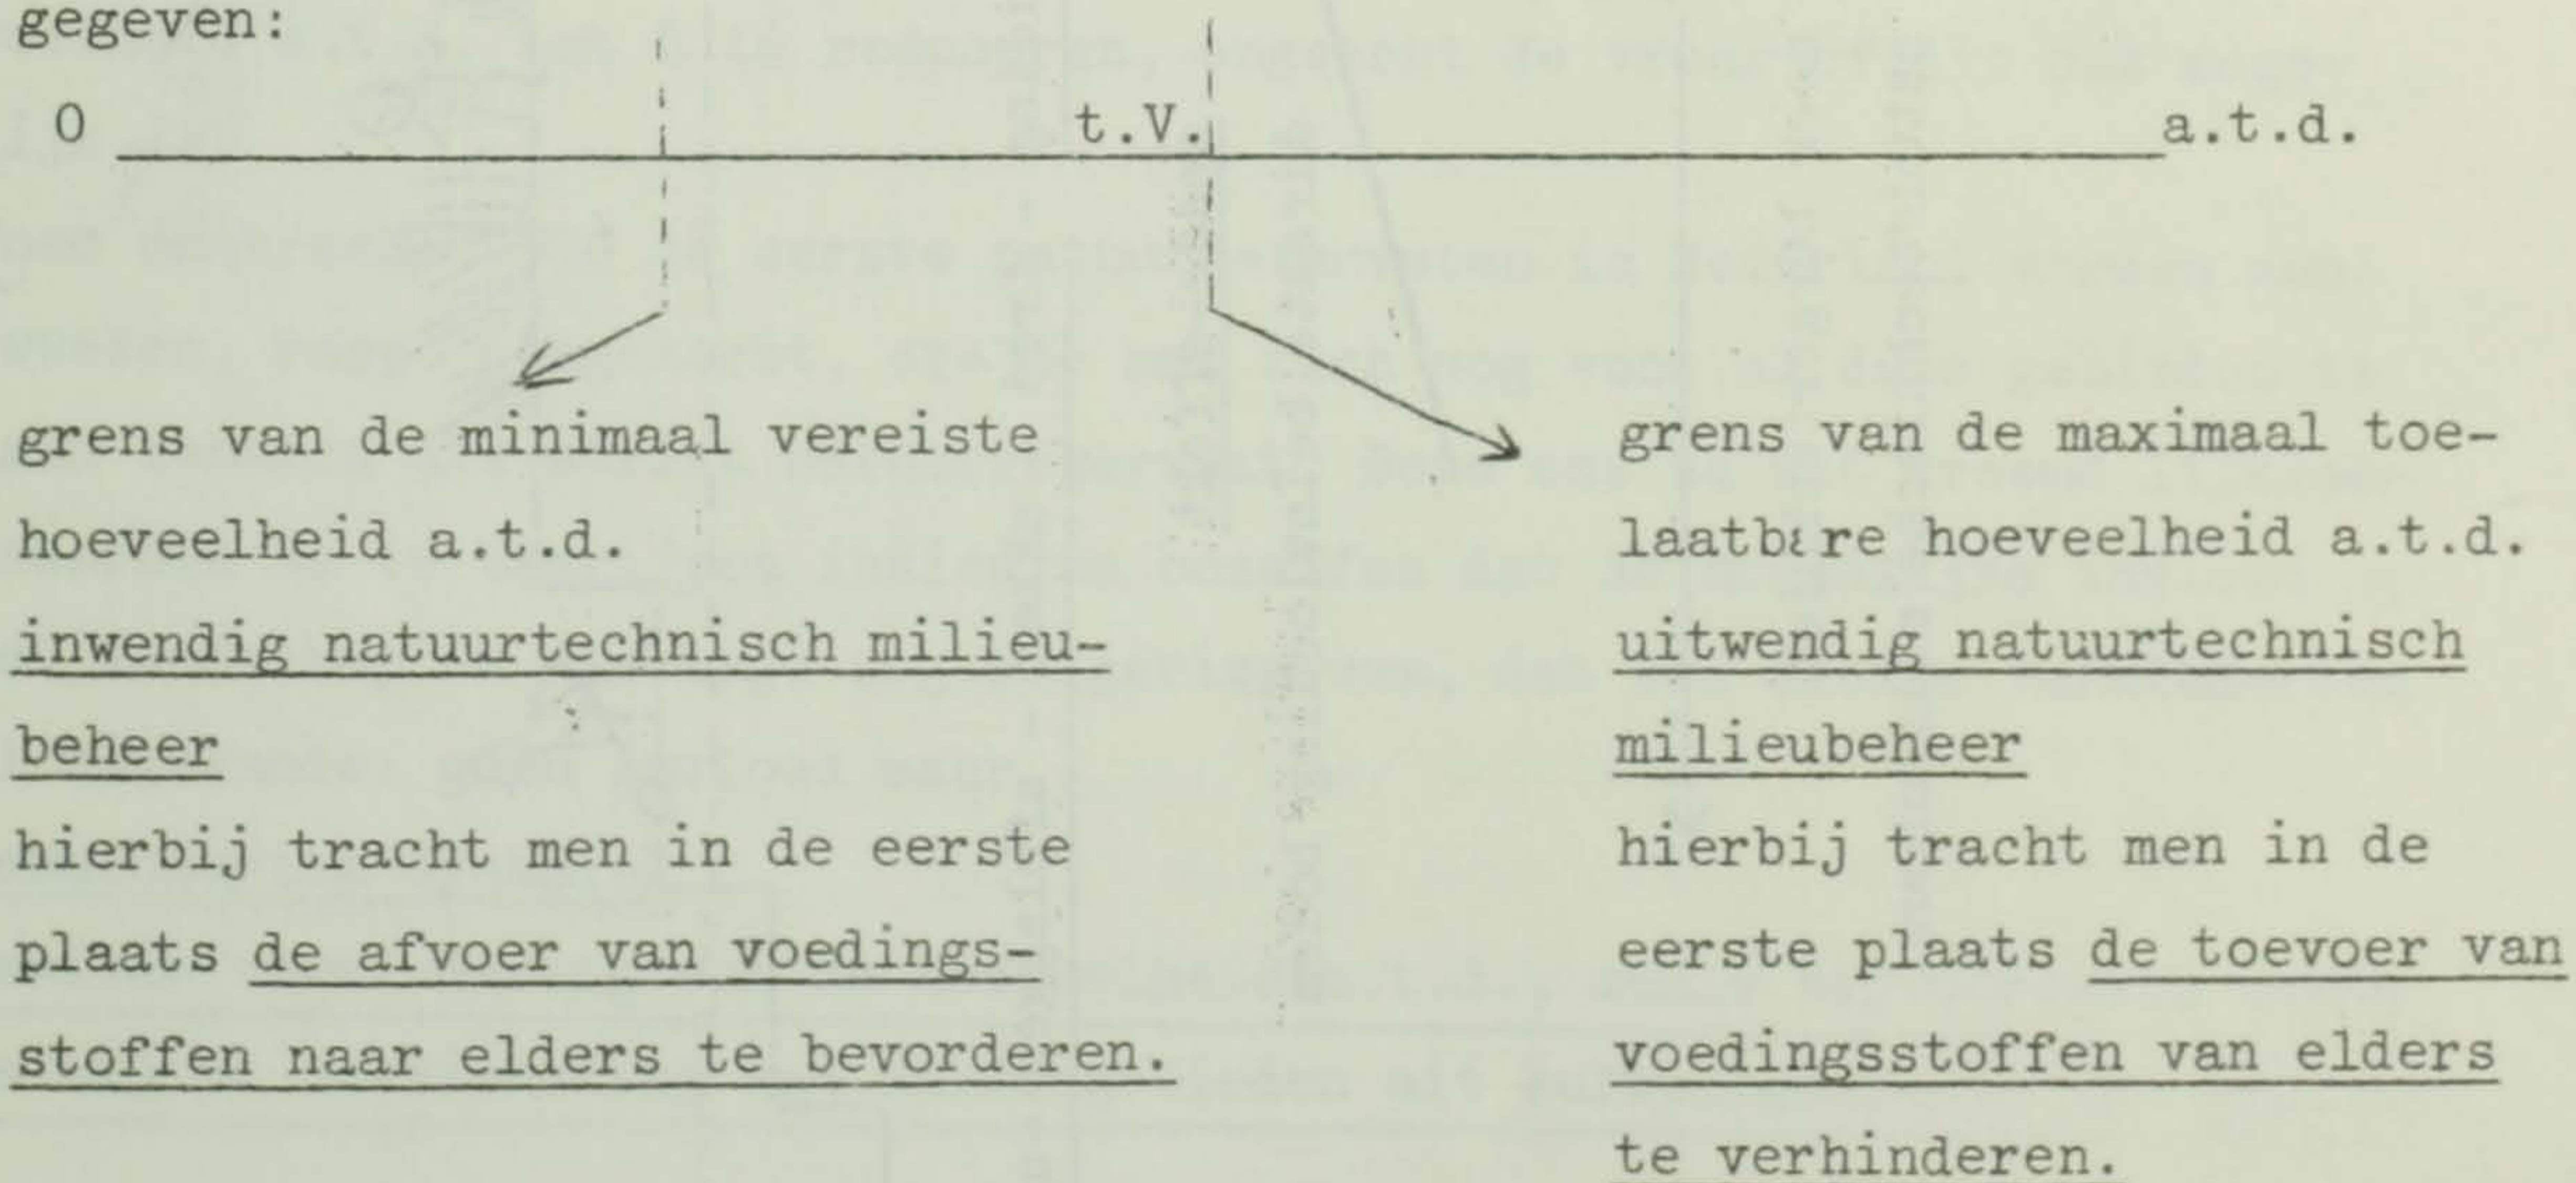 gegeven:
0 t.V. a.t.d.
grens van de minimaal vereiste
hoeveelheid a.t.d.
inwendig natuurtechnisch milieu-
beheer
hierbij tracht men in de eerste
plaats de afvoer van voedings-
stoffen naar elders te bevorderen.
grens van de maximaal toe-
laatbare hoeveelheid a.t.d.
uitwendig natuurtechnisch
milieubeheer
hierbij tracht men in de
eerste plaats de toevoer van
voedingsstoffen van elders
te verhinderen.